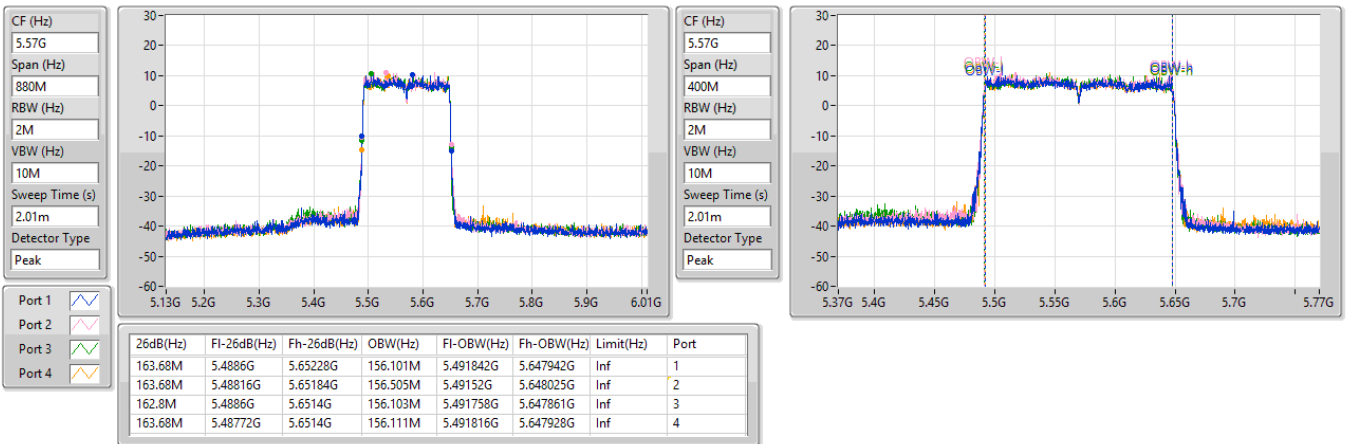 CF (Hz)
5.57G
Span (Hz)
880M
RBW (Hz)
2M
VBW (Hz)
10M
Sweep Time (s)
2.01m
Detector Type
Peak
30
20
10
0
-10
-20
-30
-40
-50
-60
5.13G 5.2G 5.3G 5.4G 5.5G 5.6G 5.7G 5.8G 5.9G 6.01G
CF (Hz)
5.57G
Span (Hz)
400M
RBW (Hz)
2M
VBW (Hz)
10M
Sweep Time (s)
2.01m
Detector Type
Peak
30
20
10
0
-10
-20
-30
-40
-50
-60
OBW-l OBW-h
5.37G 5.4G 5.45G 5.5G 5.55G 5.6G 5.65G 5.7G 5.77G
Port 1
Port 2
Port 3
Port 4
26dB(Hz) Fl-26dB(Hz) Fh-26dB(Hz) OBW(Hz) Fl-OBW(Hz) Fh-OBW(Hz) Limit(Hz) Port
163.68M 5.4886G 5.65228G 156.101M 5.491842G 5.647942G Inf 1
163.68M 5.48816G 5.65184G 156.505M 5.49152G 5.648025G Inf 2
162.8M 5.4886G 5.6514G 156.103M 5.491758G 5.647861G Inf 3
163.68M 5.48772G 5.6514G 156.111M 5.491816G 5.647928G Inf 4